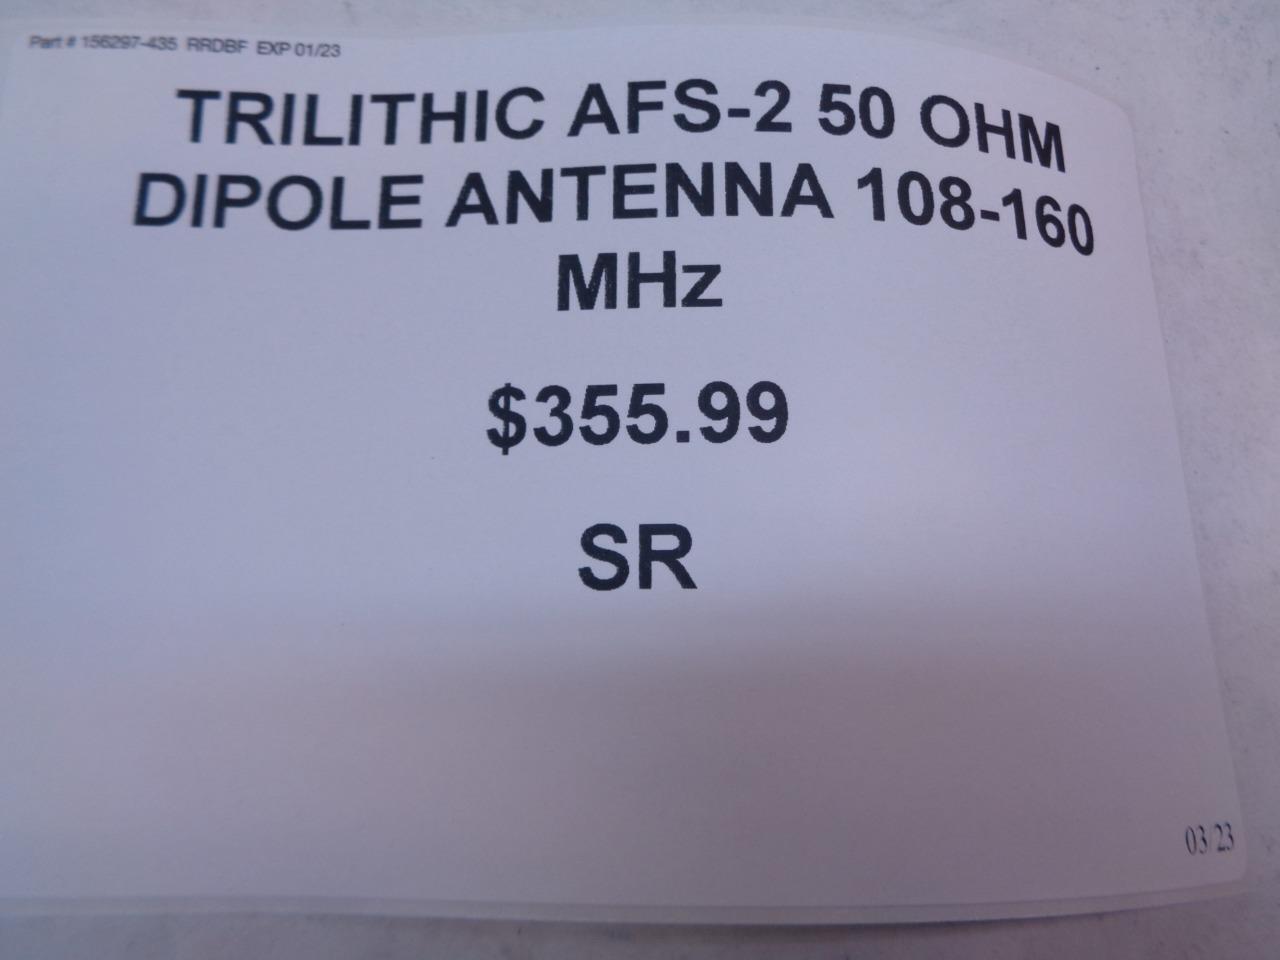 Part # 156297-435 RRDBF EXP 01/23
TRILITHIC AFS-2 50 OHM
DIPOLE ANTENNA 108-160
MHz
$355.99
SR
03/23